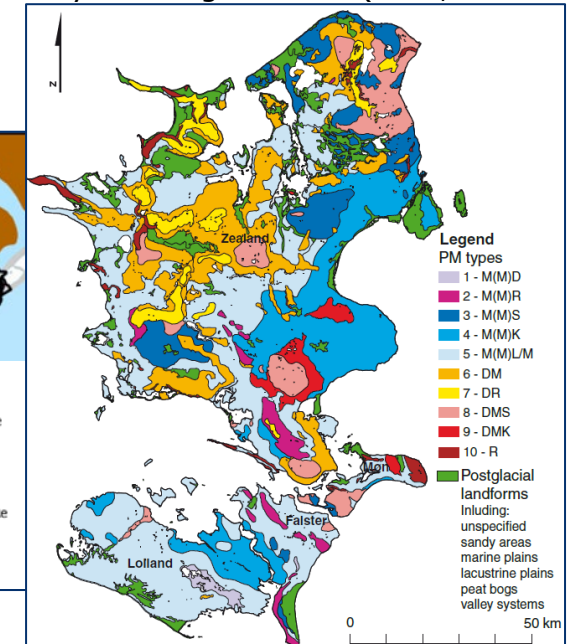 N
Zealand
Møn
Falster
Lolland
Legend
PM types
1 - M(M)D
2 - M(M)R
3 - M(M)S
4 - M(M)K
5 - M(M)L/M
6 - DM
7 - DR
8 - DMS
9 - DMK
10 - R
Postglacial
landforms
Inluding:
unspecified
sandy areas
marine plains
lacustrine plains
peat bogs
valley systems
0 50 km